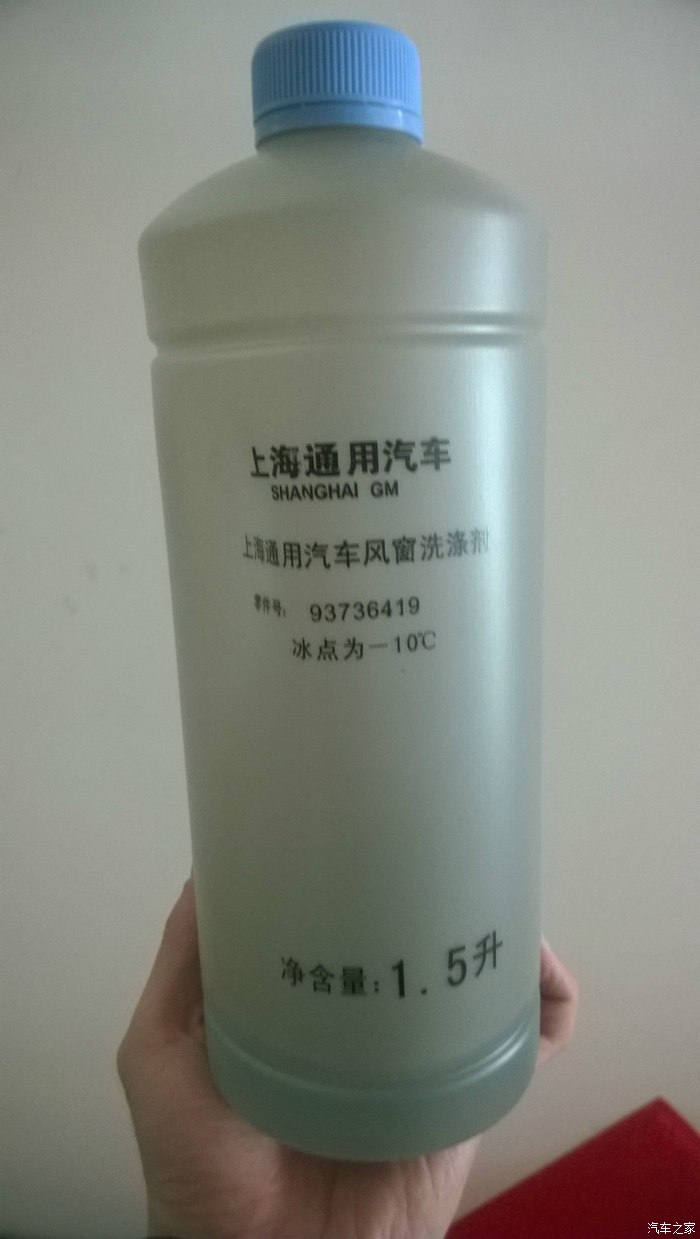 上海通用汽车
SHANGHAI GM
上海通用汽车风窗洗涤剂
零件号: 93736419
冰点为-10℃
净含量:1.5升
汽车之家